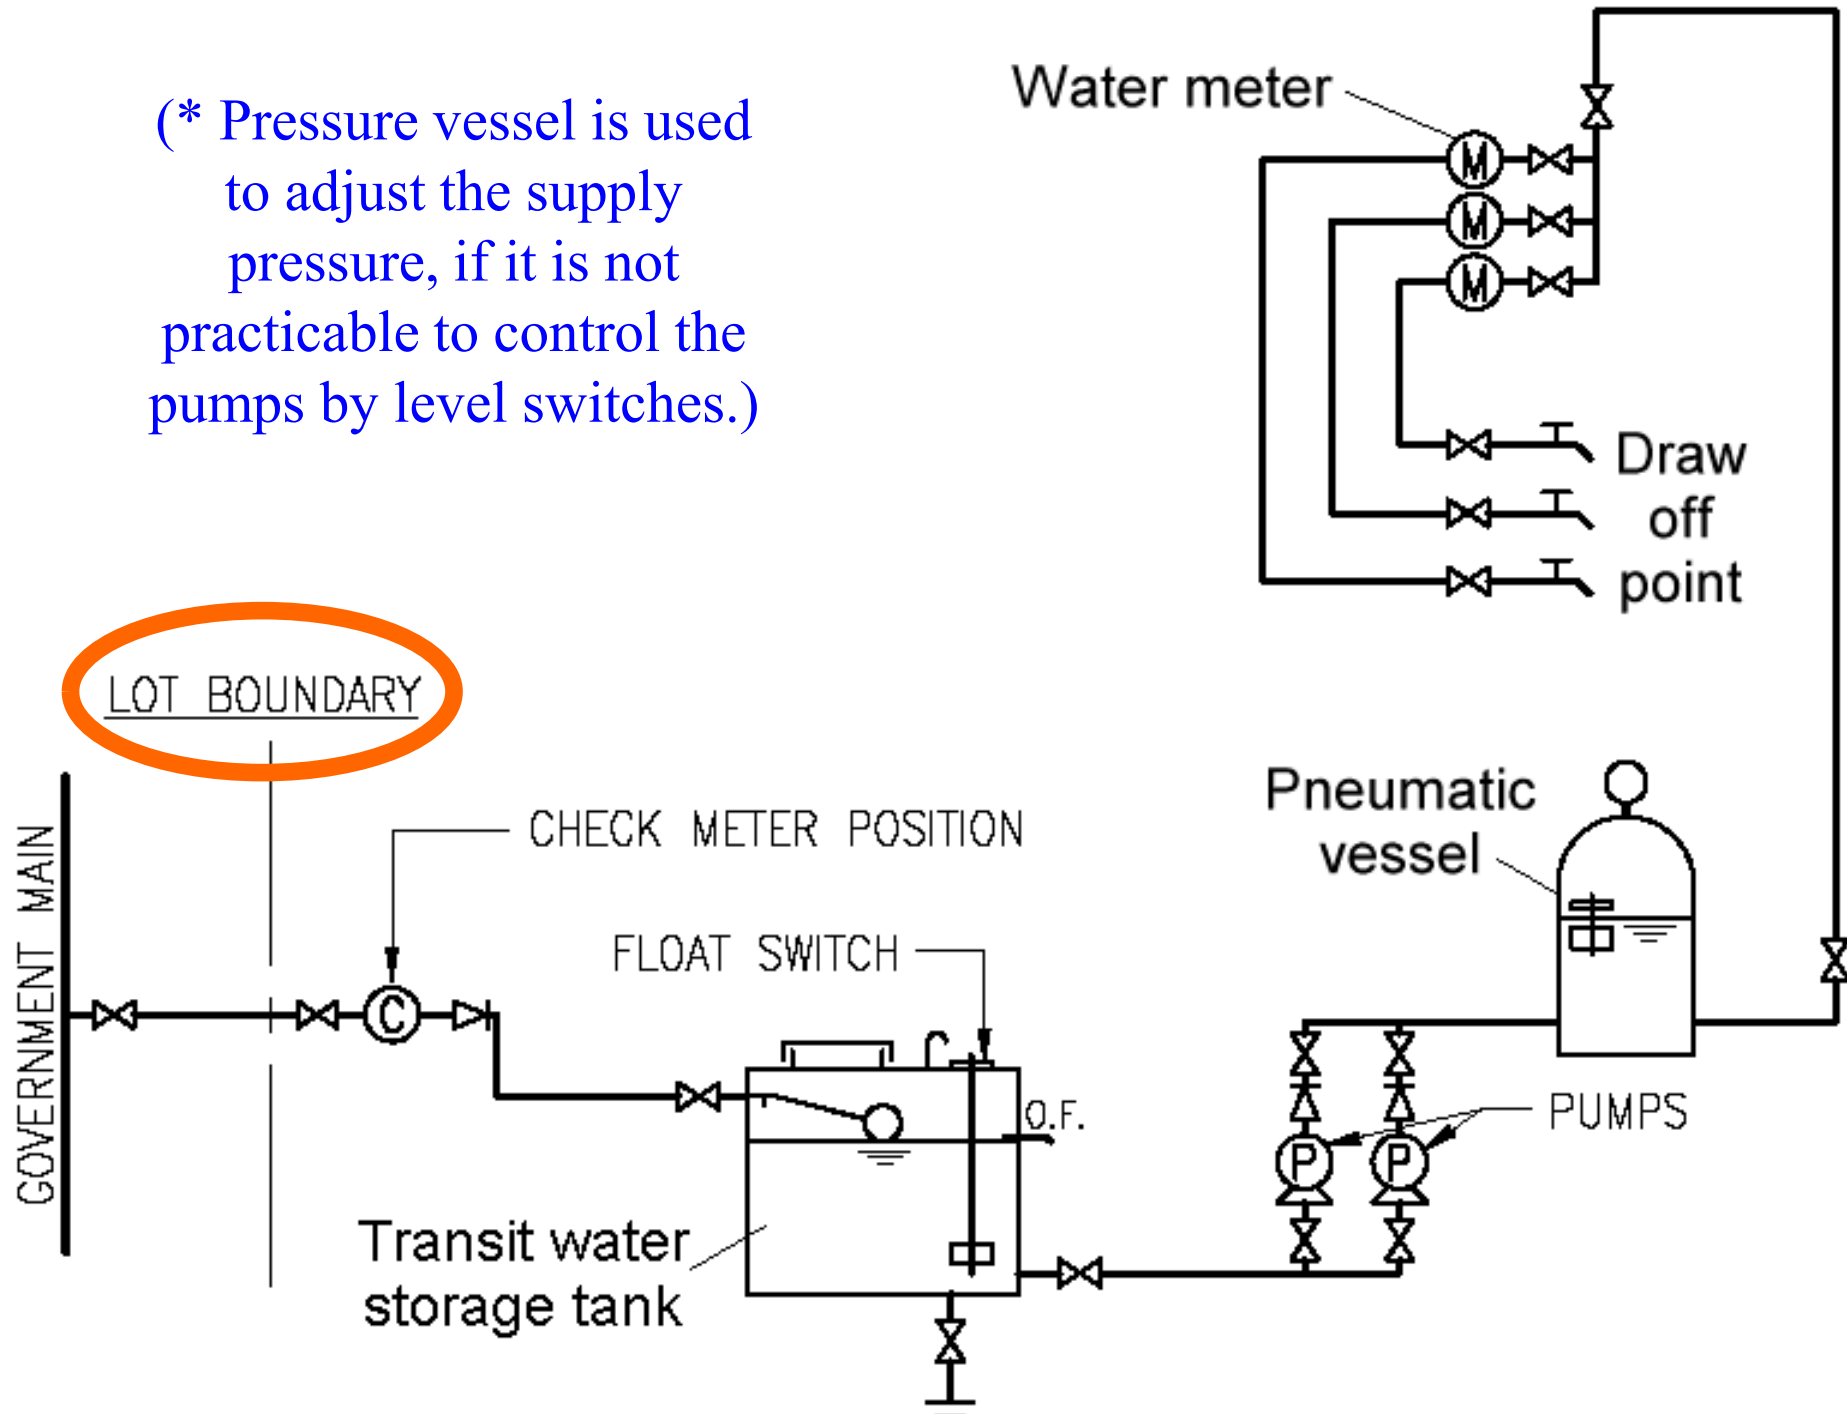 (* Pressure vessel is used
to adjust the supply
pressure, if it is not
practicable to control the
pumps by level switches.)
Water meter
M
M
M
Draw
off
point
LOT BOUNDARY
GOVERNMENT MAIN
CHECK METER POSITION
C
FLOAT SWITCH
O.F.
Transit water
storage tank
Pneumatic
vessel
P
P
PUMPS